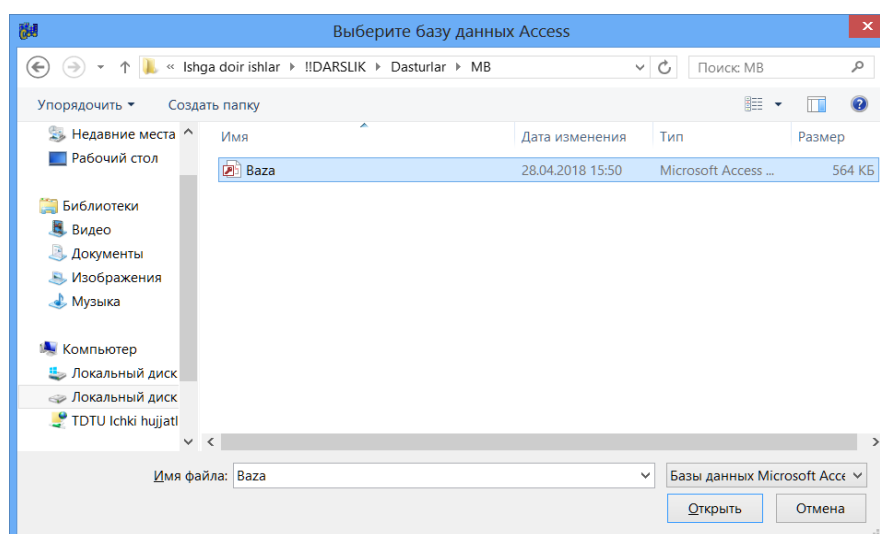 Выберите базу данных Access
« Ishga doir ishlar ▸ !!DARSLIK ▸ Dasturlar ▸ MB
Поиск: MB
Упорядочить Создать папку
Недавние места
Рабочий стол
Библиотеки
Видео
Документы
Изображения
Музыка
Компьютер
Локальный диск
Локальный диск
TDTU Ichki hujjatl
Имя Дата изменения Тип Размер
Baza 28.04.2018 15:50 Microsoft Access ... 564 КБ
Имя файла: Baza Базы данных Microsoft Acce
Открыть Отмена